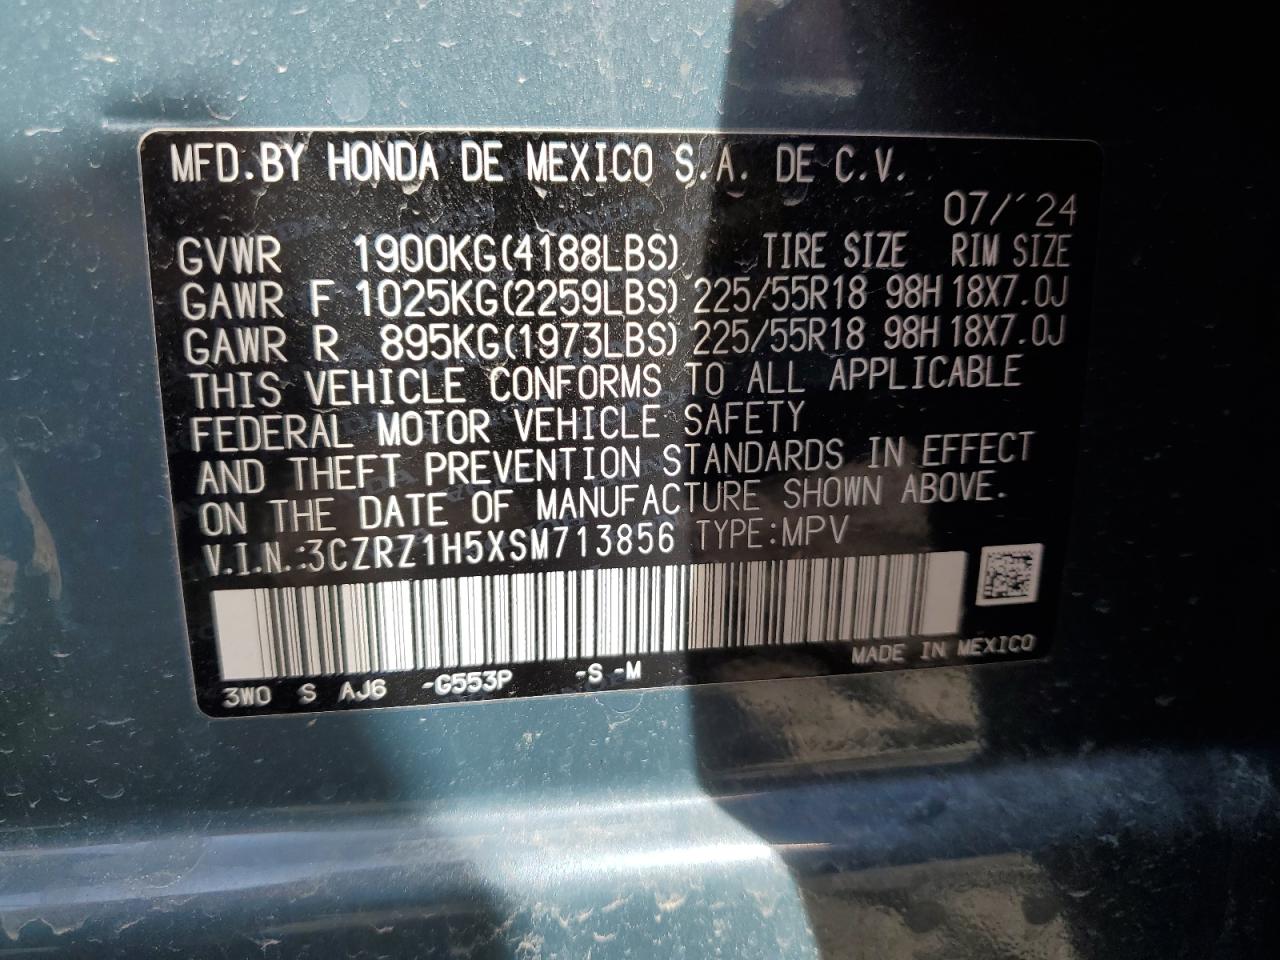 MFD.BY HONDA DE MEXICO S.A. DE C.V.
07/´24
GVWR 1900KG(4188LBS) TIRE SIZE RIM SIZE
GAWR F 1025KG(2259LBS) 225/55R18 98H 18X7.0J
GAWR R 895KG(1973LBS) 225/55R18 98H 18X7.0J
THIS VEHICLE CONFORMS TO ALL APPLICABLE
FEDERAL MOTOR VEHICLE SAFETY
AND THEFT PREVENTION STANDARDS IN EFFECT
ON THE DATE OF MANUFACTURE SHOWN ABOVE.
V.I.N.:3CZRZ1H5XSM713856 TYPE:MPV
MADE IN MEXICO
3W0 S AJ6 -G553P -S -M